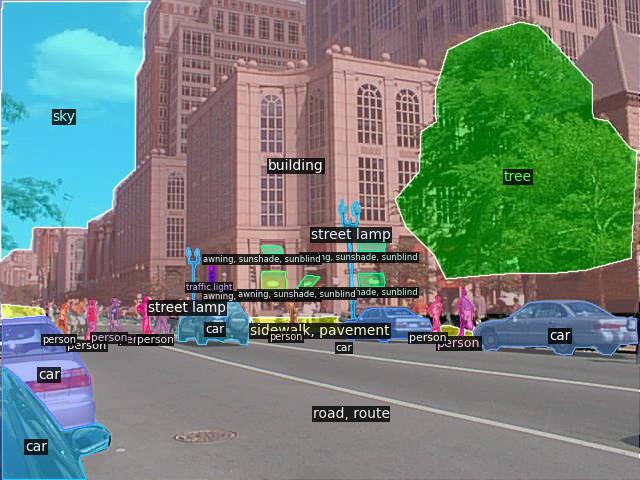 sky
building
tree
street lamp
awning, sunshade, sunblind
ng, sunshade, sunblind
traffic light
awning,
awning, sunshade, sunblind
hade, sunblind
street lamp
car
sidewalk, pavement
person
person
person
person
person
car
person
person
car
car
road, route
car